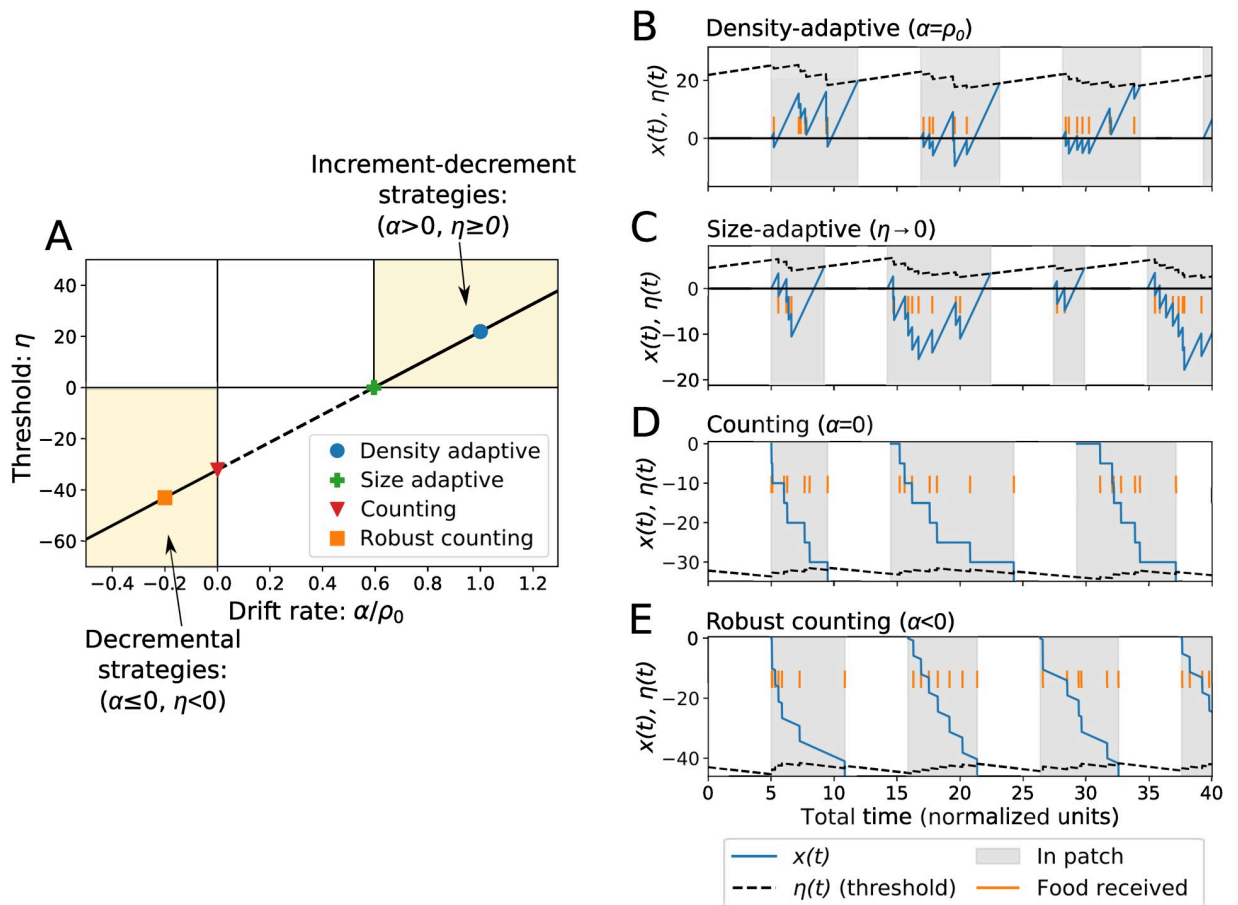 A
Increment-decrement
strategies:
(α>0, η≥0)
Threshold: η
40
20
0
−20
−40
−60
Density adaptive
Size adaptive
Counting
Robust counting
−0.4 −0.2 0.0 0.2 0.4 0.6 0.8 1.0 1.2
Drift rate: α/ρ₀
Decremental
strategies:
(α≤0, η<0)
B
Density-adaptive (α=ρ₀)
x(t), η(t)
20
0
C
Size-adaptive (η→0)
x(t), η(t)
0
−10
−20
D
Counting (α=0)
x(t), η(t)
0
−10
−20
−30
E
Robust counting (α<0)
x(t), η(t)
0
−20
−40
0 5 10 15 20 25 30 35 40
Total time (normalized units)
x(t)
η(t) (threshold)
In patch
Food received